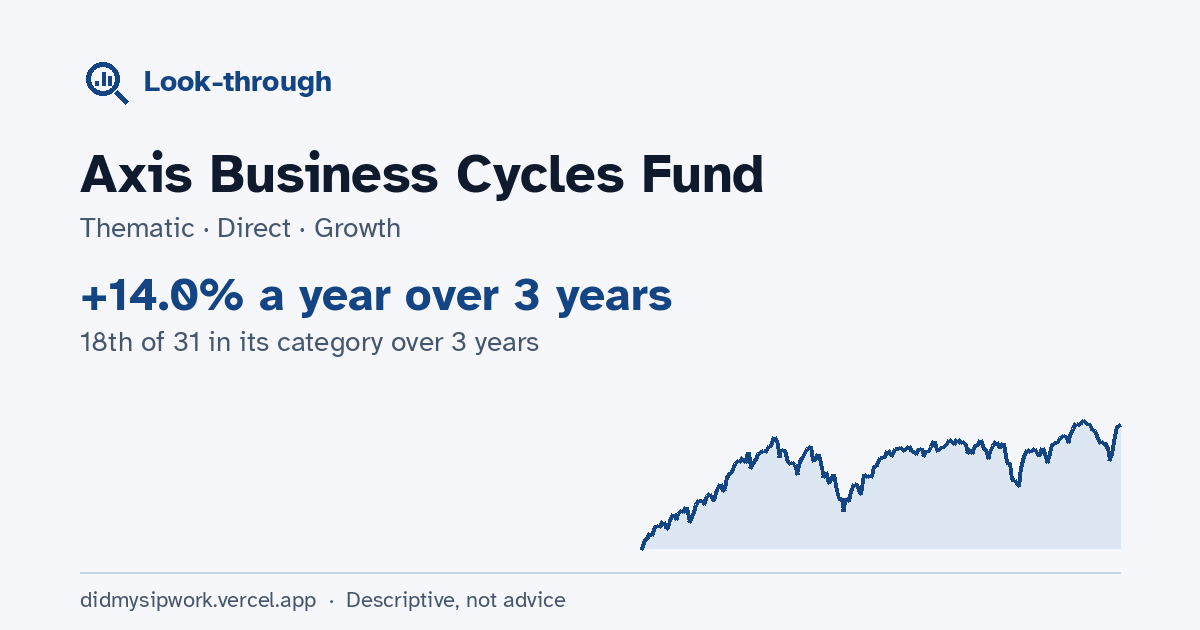 Look-through
Axis Business Cycles Fund
Thematic · Direct · Growth
+14.0% a year over 3 years
18th of 31 in its category over 3 years
didmysipwork.vercel.app · Descriptive, not advice